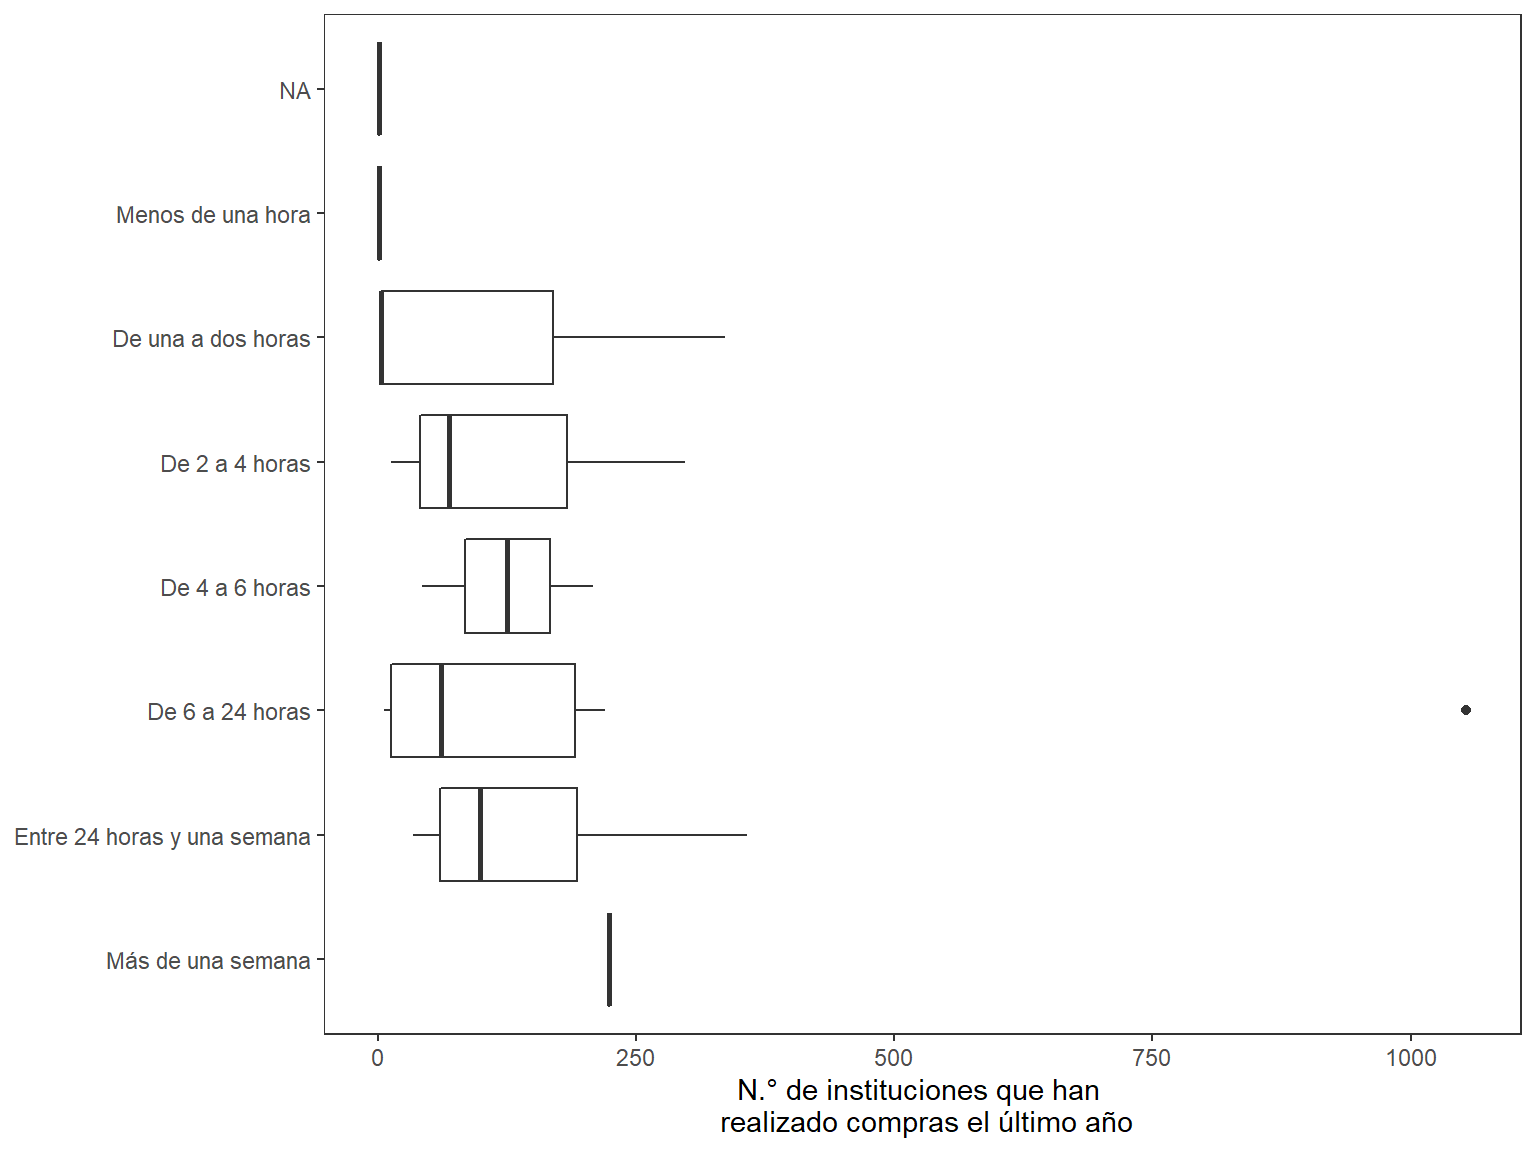 NA
Menos de una hora
De una a dos horas
De 2 a 4 horas
De 4 a 6 horas
De 6 a 24 horas
Entre 24 horas y una semana
Más de una semana
0 250 500 750 1000
N.° de instituciones que han
realizado compras el último año